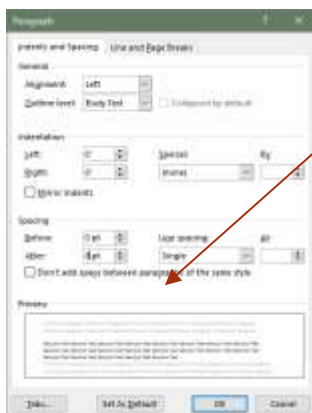 Paragraph ? ×
Indents and Spacing Line and Page Breaks
General
Alignment: Left
Outline level: Body Text Collapsed by default
Indentation
Left: 0" Special: By:
Right: 0" (none)
Mirror indents
Spacing
Before: 0 pt Line spacing: At:
After: pt Single
Don't add space between paragraphs of the same style
Preview
Tabs... Set As Default OK Cancel